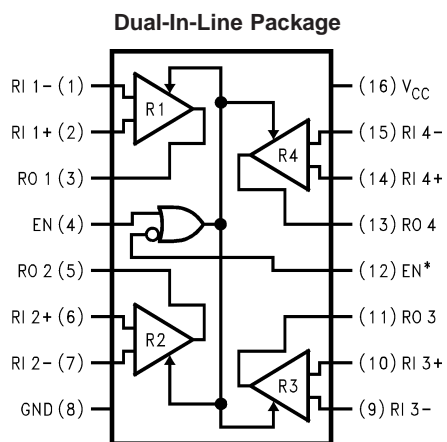 Dual-In-Line Package
RI 1- (1)
RI 1+ (2)
RO 1 (3)
EN (4)
RO 2 (5)
RI 2+ (6)
RI 2- (7)
GND (8)
R1
R2
R4
R3
(16) VCC
(15) RI 4-
(14) RI 4+
(13) RO 4
(12) EN*
(11) RO 3
(10) RI 3+
(9) RI 3-